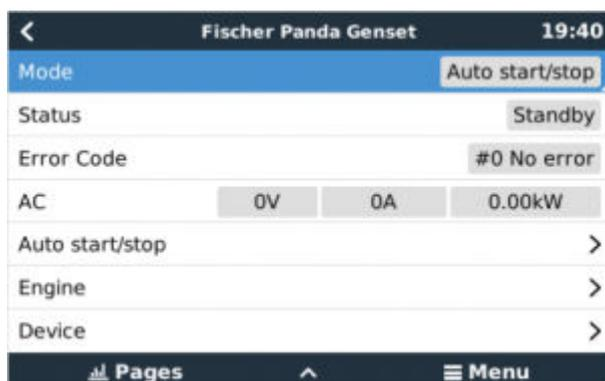 Fischer Panda Genset 19:40
Mode Auto start/stop
Status Standby
Error Code #0 No error
AC 0V 0A 0.00kW
Auto start/stop
Engine
Device
Pages Menu